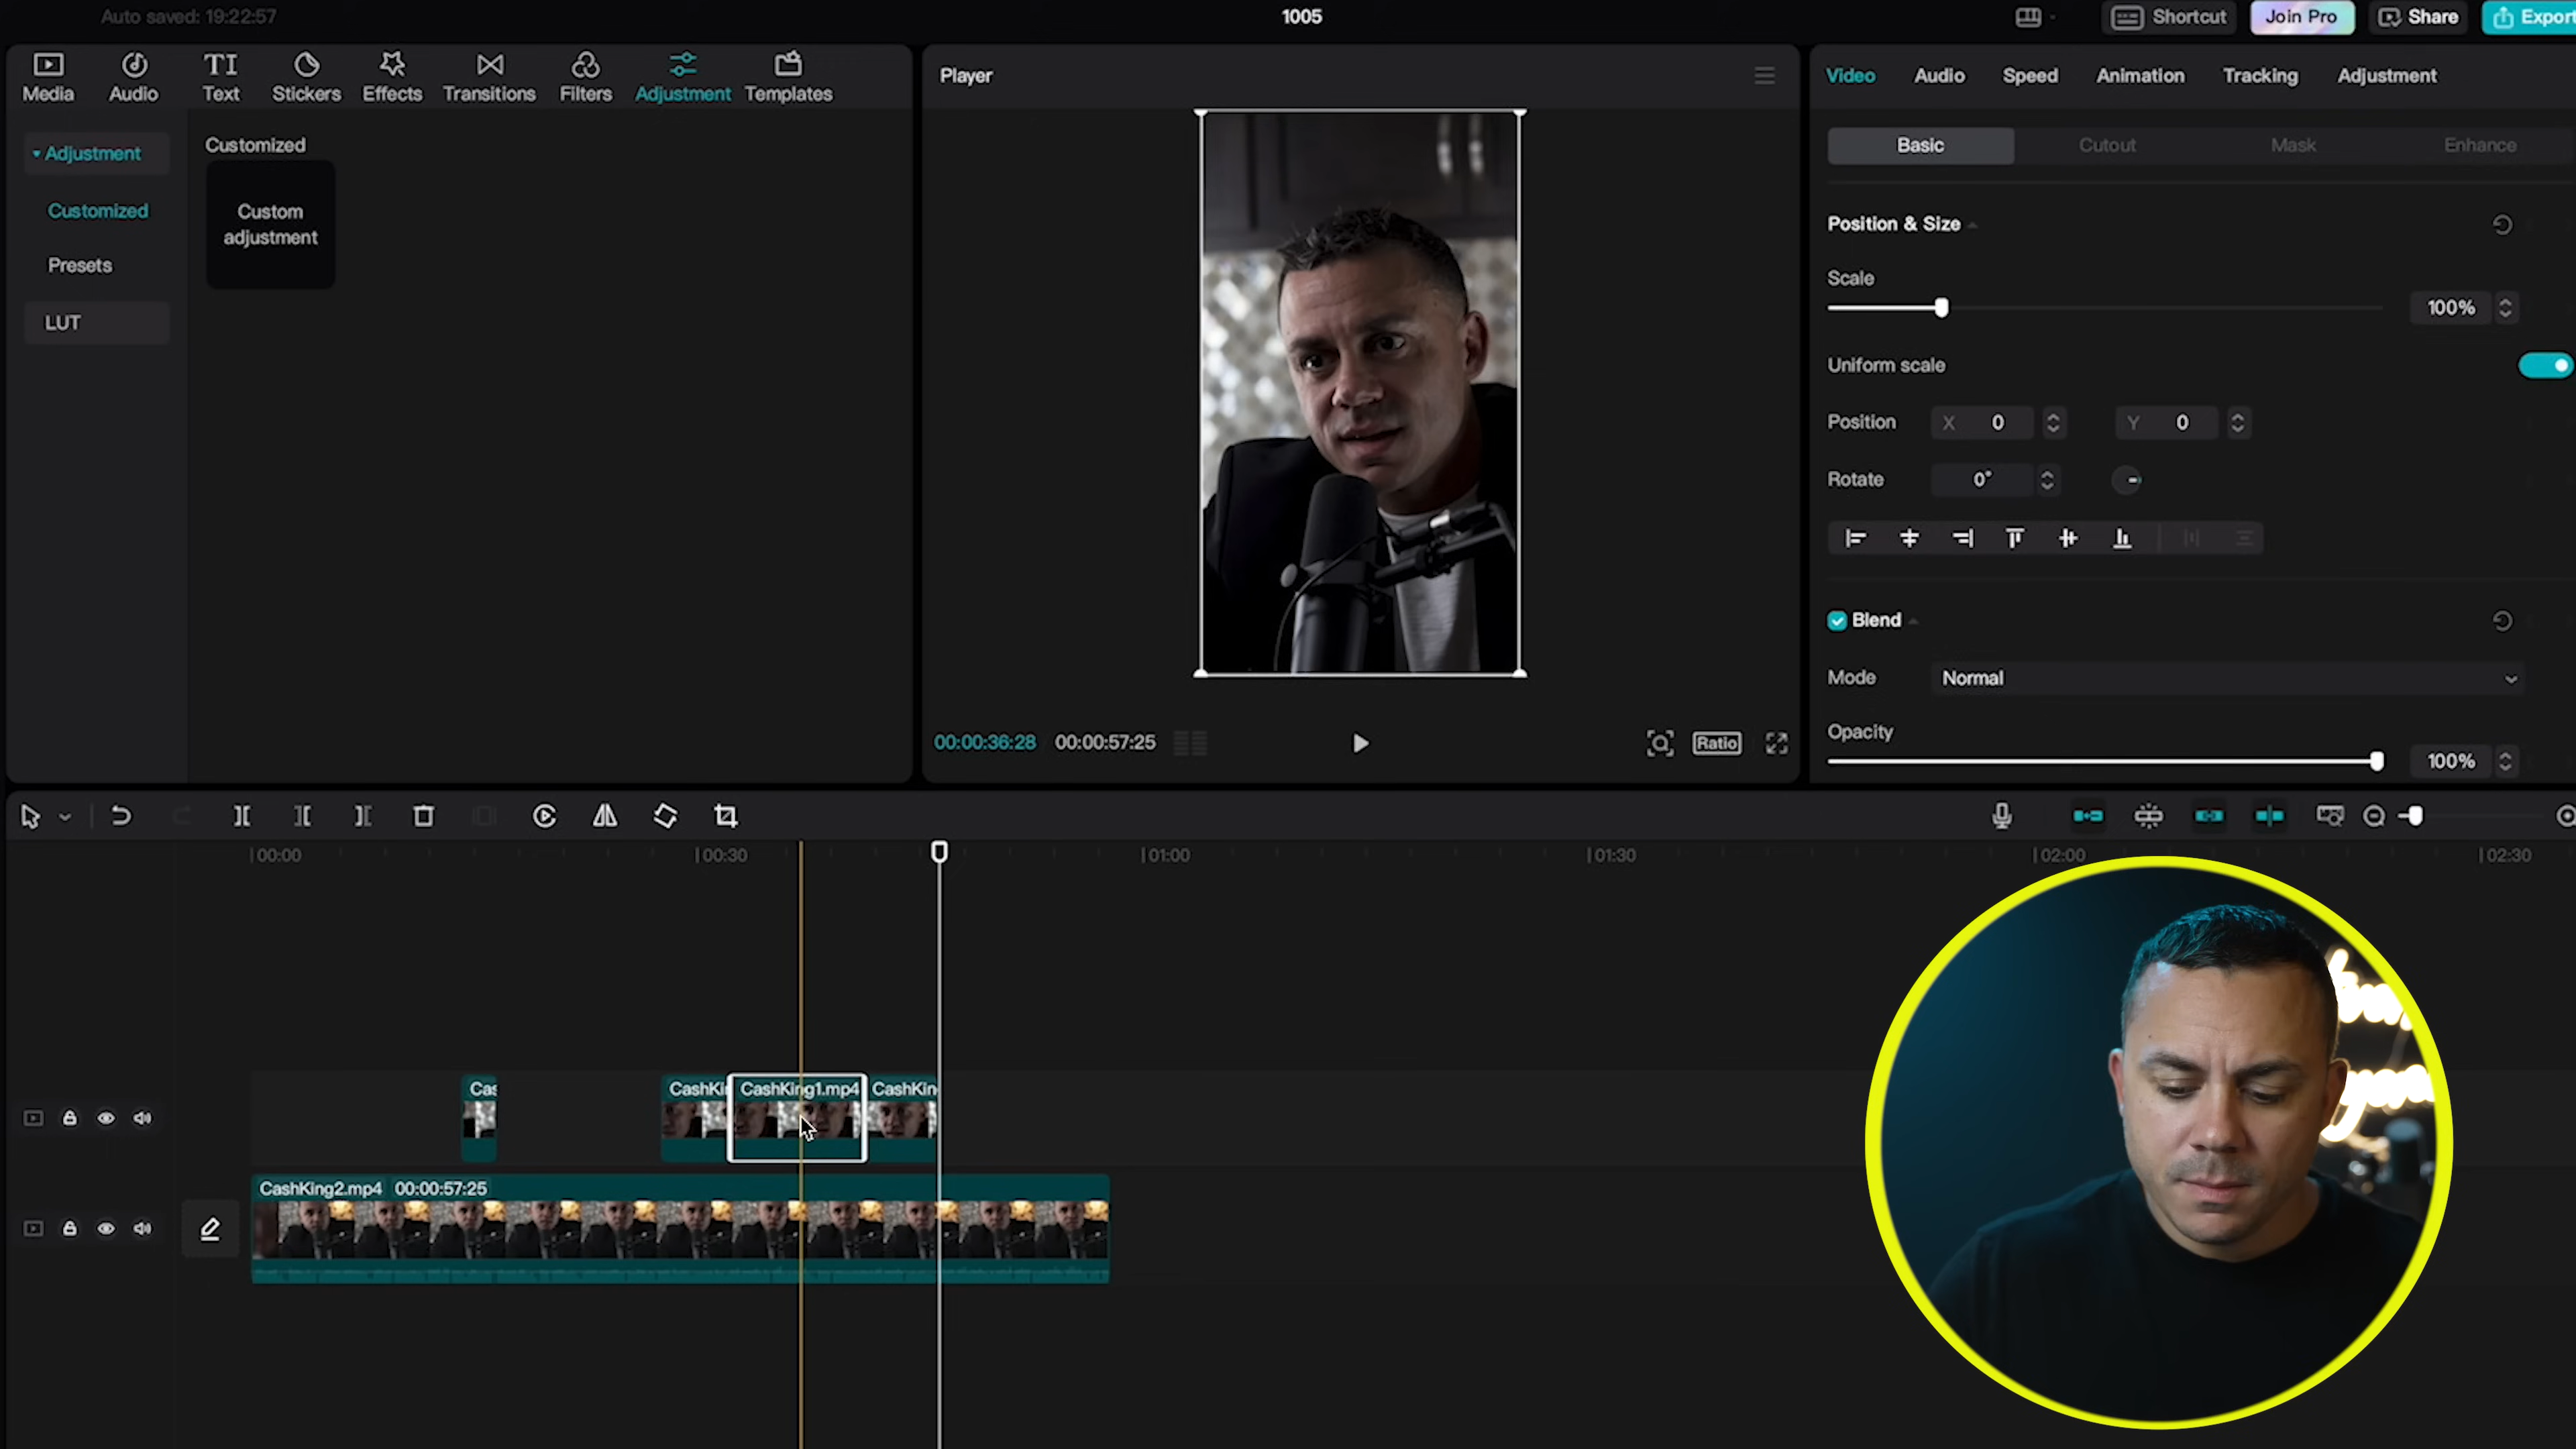 Auto saved: 19:22:57
1005
Shortcut
Join Pro
Share
Export
Media
Audio
TI
Text
Stickers
Effects
Transitions
Filters
Adjustment
Templates
Adjustment
Customized
Presets
LUT
Customized
Custom
adjustment
Player
00:00:36:28 00:00:57:25
Ratio
Video Audio Speed Animation Tracking Adjustment
Basic Cutout Mask Enhance
Position & Size
Scale
100%
Uniform scale
Position X 0 Y 0
Rotate 0°
Blend
Mode Normal
Opacity
100%
00:00 00:30 01:00 01:30 02:00 02:30
Cas CashKi CashKing1.mp4 CashKin
CashKing2.mp4 00:00:57:25